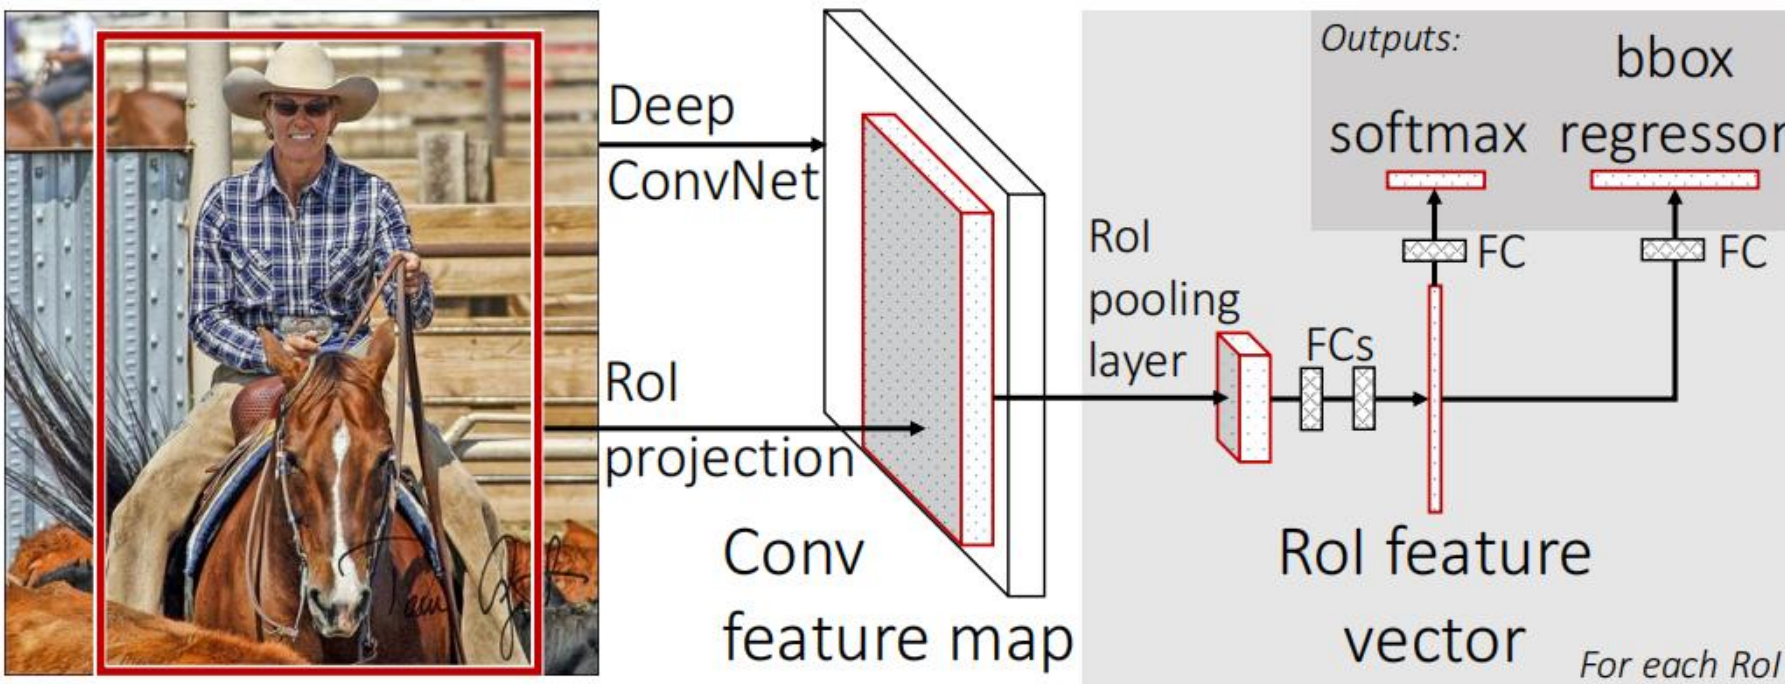 Deep
ConvNet
RoI
projection
Conv
feature map
RoI
pooling
layer
FCs
Outputs:
softmax
bbox
regressor
FC
FC
RoI feature
vector
For each RoI